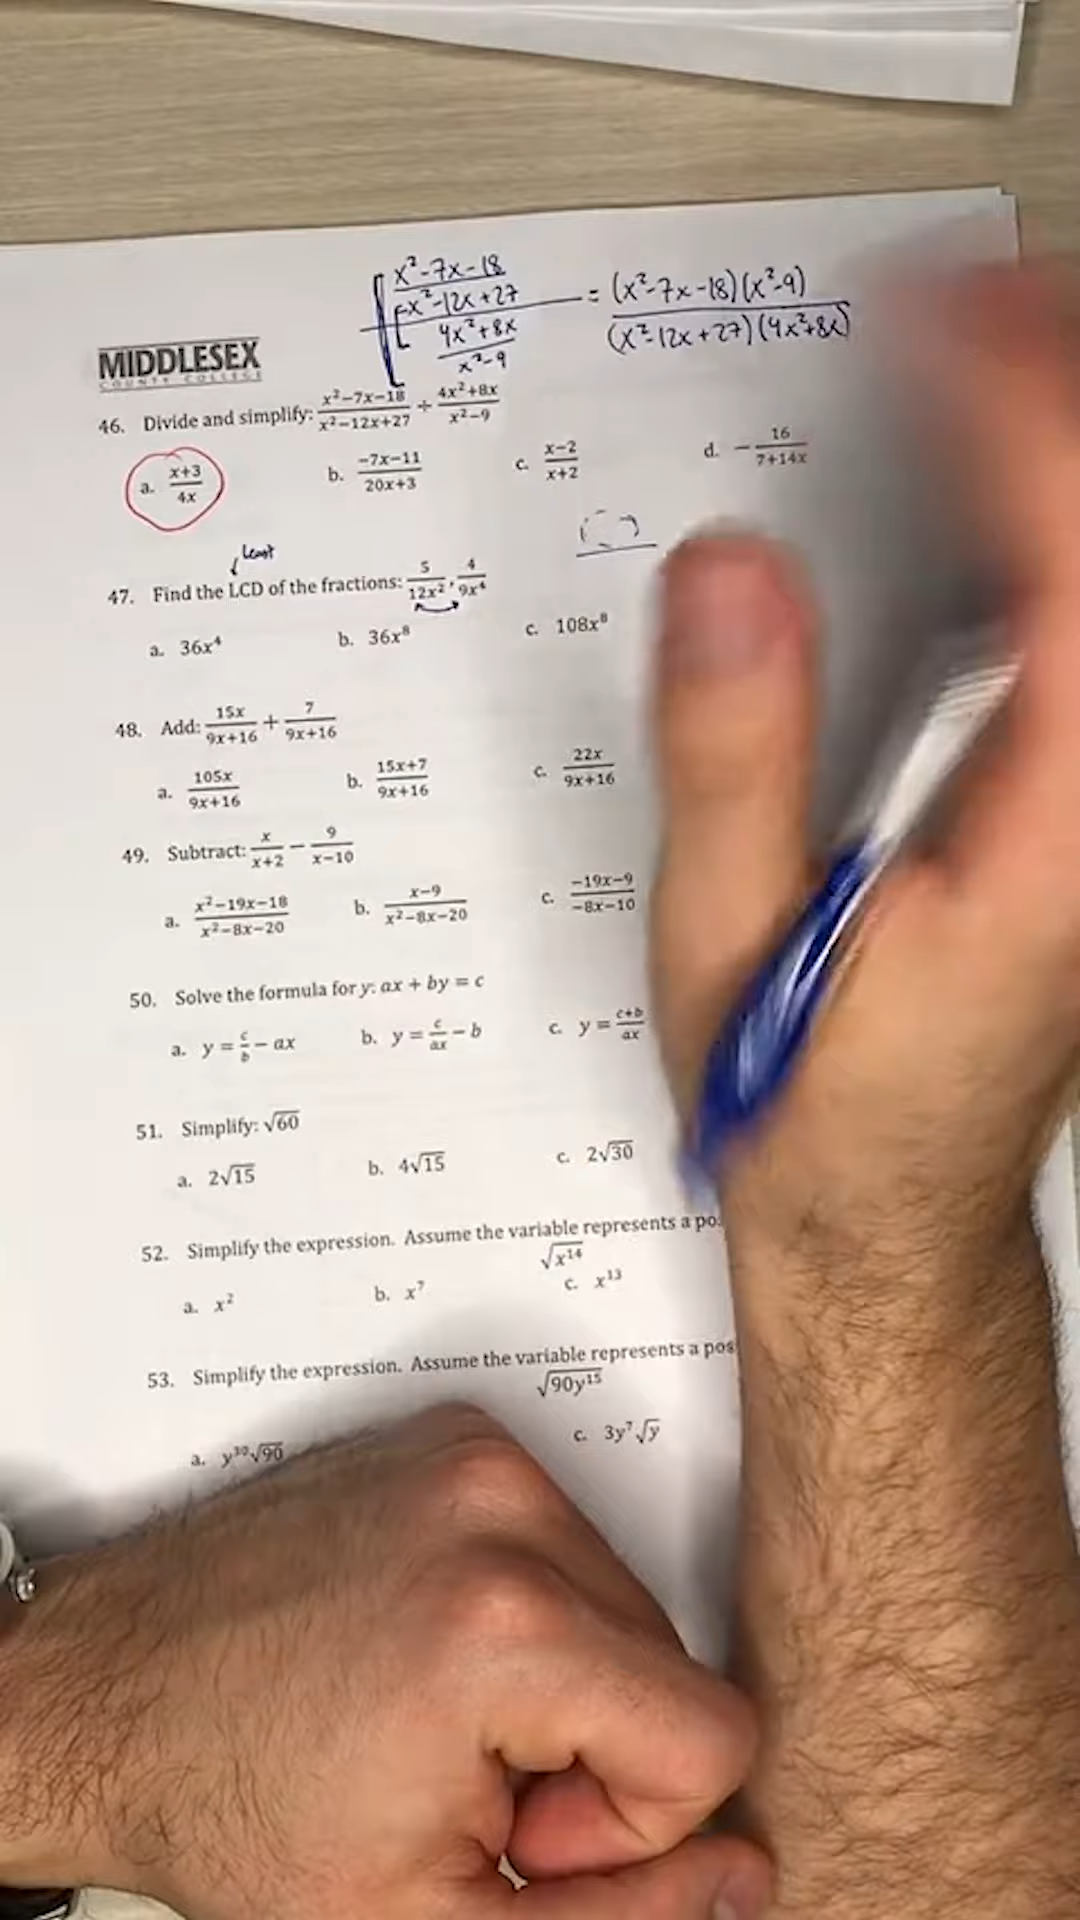 x²-7x-18
x²-12x+27
4x²+8x
x²-9
= (x²-7x-18)(x²-9)
(x²-12x+27)(4x²+8x)
MIDDLESEX
COUNTY COLLEGE
46. Divide and simplify: x²−7x−18 / x²−12x+27 ÷ 4x²+8x / x²−9
a. x+3 / 4x b. −7x−11 / 20x+3 c. x−2 / x+2 d. − 16 / 7+14x
Least
47. Find the LCD of the fractions: 5 / 12x², 4 / 9x⁴
a. 36x⁴ b. 36x⁸ c. 108x⁸
48. Add: 15x / 9x+16 + 7 / 9x+16
a. 105x / 9x+16 b. 15x+7 / 9x+16 c. 22x / 9x+16
49. Subtract: x / x+2 − 9 / x−10
a. x²−19x−18 / x²−8x−20 b. x−9 / x²−8x−20 c. −19x−9 / −8x−10
50. Solve the formula for y: ax + by = c
a. y = c/b − ax b. y = c/ax − b c. y = c+b / ax
51. Simplify: √60
a. 2√15 b. 4√15 c. 2√30
52. Simplify the expression. Assume the variable represents a
√x¹⁴
a. x² b. x⁷ c. x¹³
53. Simplify the expression. Assume the variable represents a
√90y¹⁵
a. y³⁰√90 c. 3y⁷√y